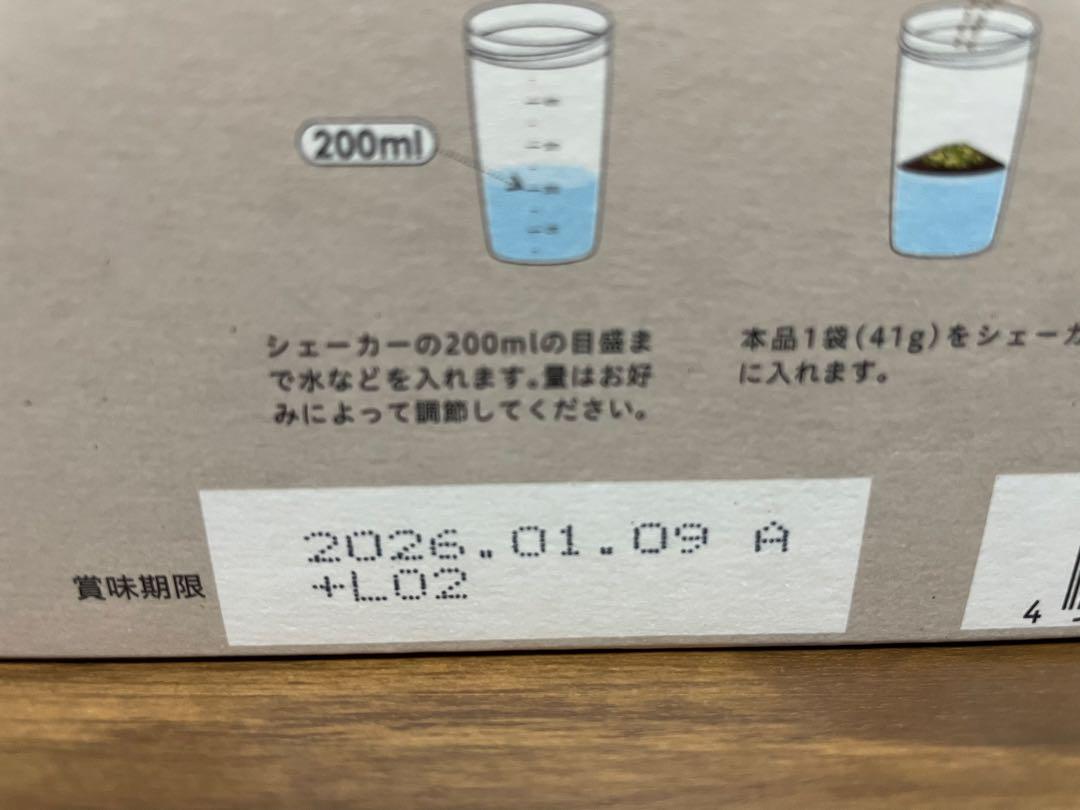 200ml
シェーカーの200mlの目盛ま
で水などを入れます。量はお好
みによって調節してください。
本品1袋(41g)をシェーカ
に入れます。
賞味期限
2026.01.09 A
+L02
4